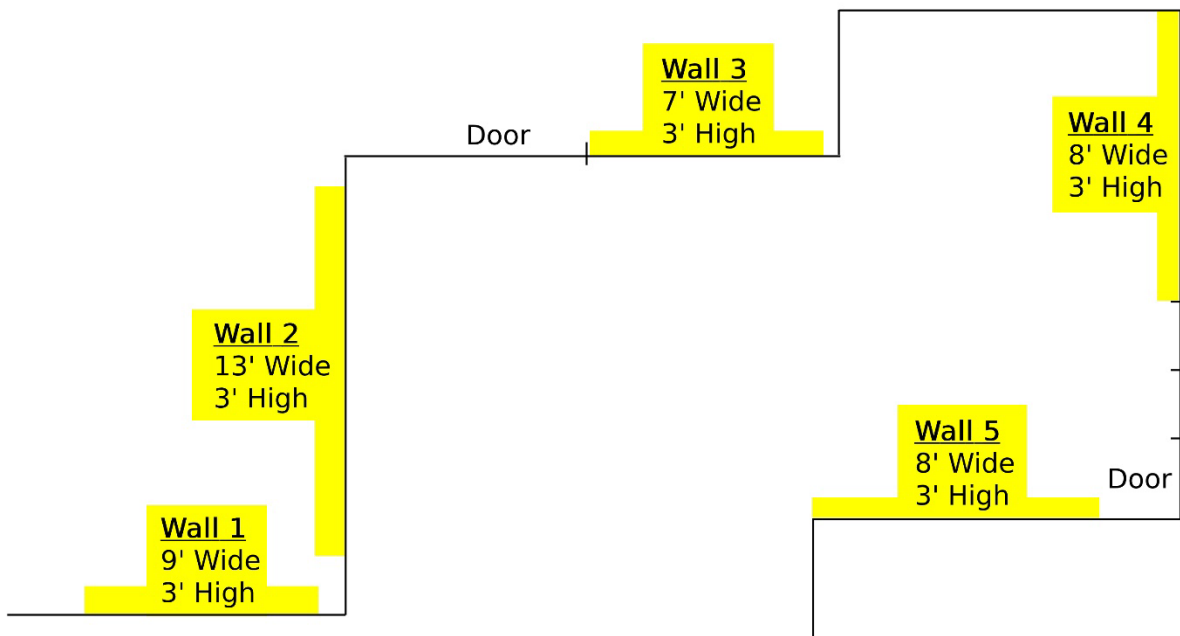 Wall 3
7' Wide
3' High
Door
Wall 4
8' Wide
3' High
Wall 2
13' Wide
3' High
Wall 5
8' Wide
3' High
Door
Wall 1
9' Wide
3' High